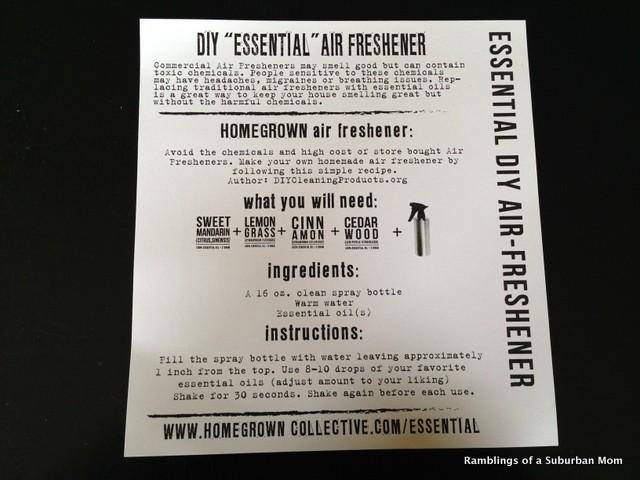 DIY "ESSENTIAL" AIR FRESHENER
Commercial Air Fresheners may smell good but can contain
toxic chemicals. People sensitive to these chemicals
may have headaches, migraines or breathing issues. Rep-
lacing traditional air fresheners with essential oils
is a great way to keep your house smelling great but
without the harmful chemicals.
HOMEGROWN air freshener:
Avoid the chemicals and high cost of store bought Air
Fresheners. Make your own homemade air freshener by
following this simple recipe.
Author: DIYCleaningProducts.org
what you will need:
SWEET MANDARIN + LEMON GRASS + CINN AMON + CEDAR WOOD +
ingredients:
A 16 oz. clean spray bottle
Warm water
Essential oil(s)
instructions:
Fill the spray bottle with water leaving approximately
1 inch from the top. Use 8-10 drops of your favorite
essential oils (adjust amount to your liking)
Shake for 30 seconds. Shake again before each use.
WWW.HOMEGROWN COLLECTIVE.COM/ESSENTIAL
ESSENTIAL DIY AIR-FRESHENER
Ramblings of a Suburban Mom